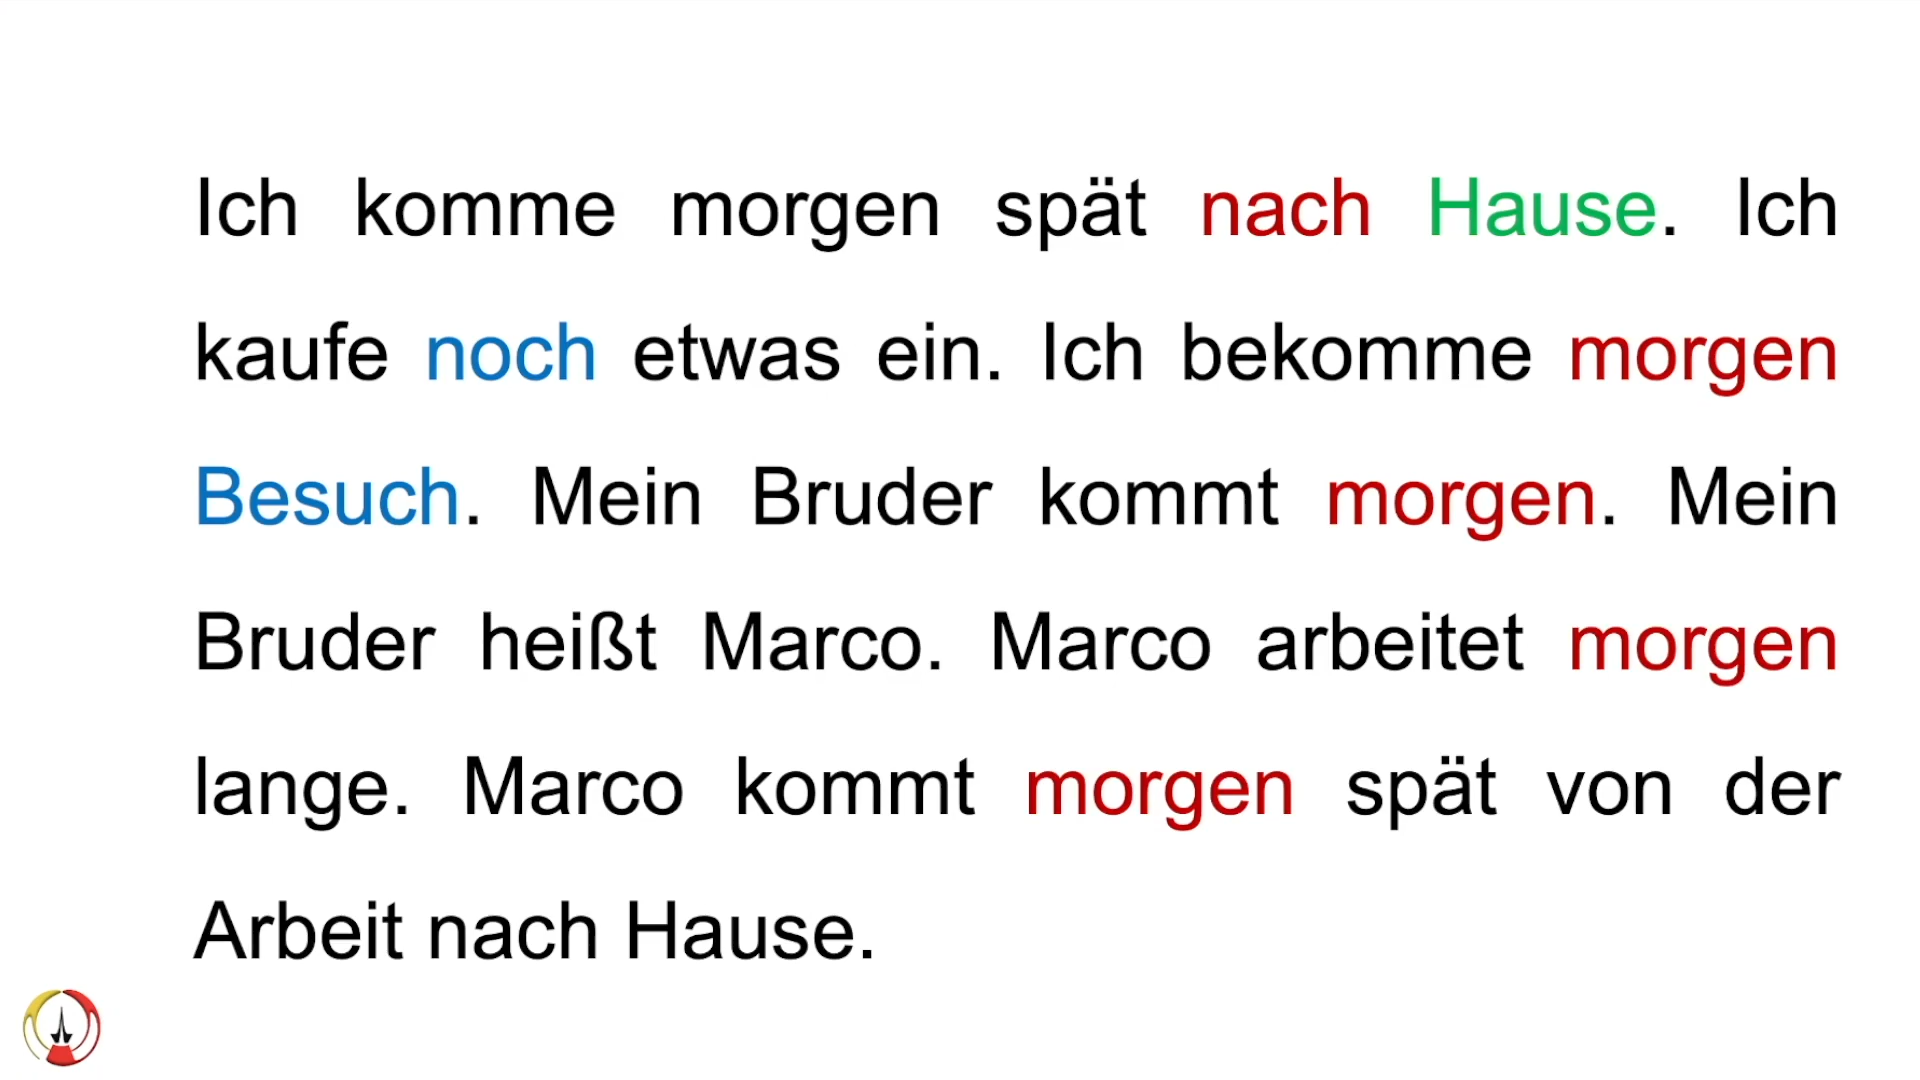 Ich komme morgen spät nach Hause. Ich
kaufe noch etwas ein. Ich bekomme morgen
Besuch. Mein Bruder kommt morgen. Mein
Bruder heißt Marco. Marco arbeitet morgen
lange. Marco kommt morgen spät von der
Arbeit nach Hause.